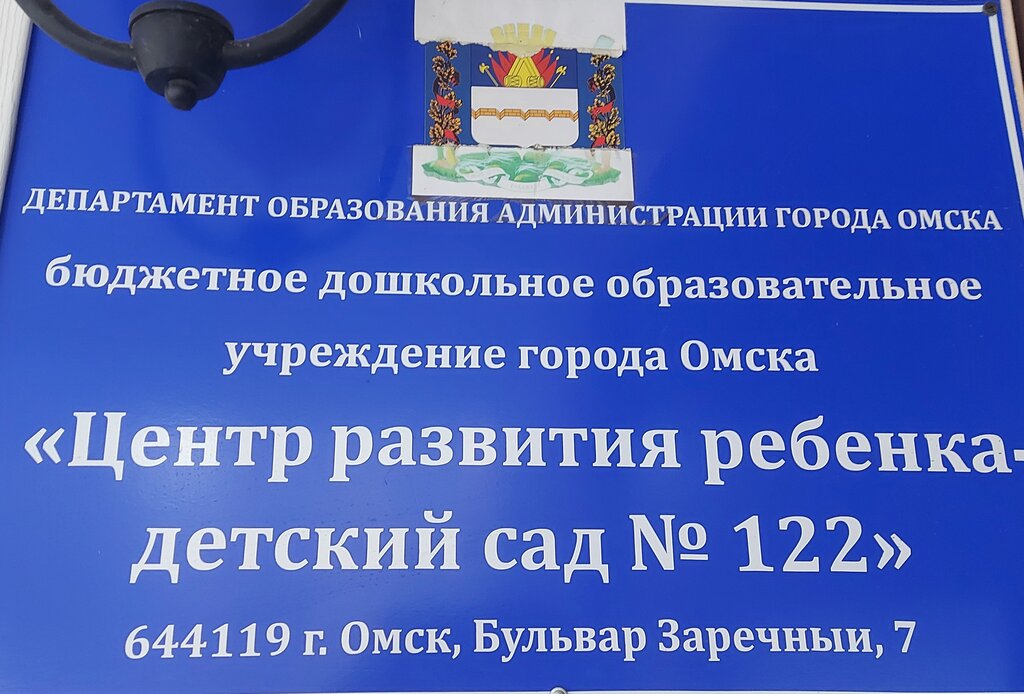 ДЕПАРТАМЕНТ ОБРАЗОВАНИЯ АДМИНИСТРАЦИИ ГОРОДА ОМСКА
бюджетное дошкольное образовательное
учреждение города Омска
«Центр развития ребенка-
детский сад № 122»
644119 г. Омск, Бульвар Заречныи, 7